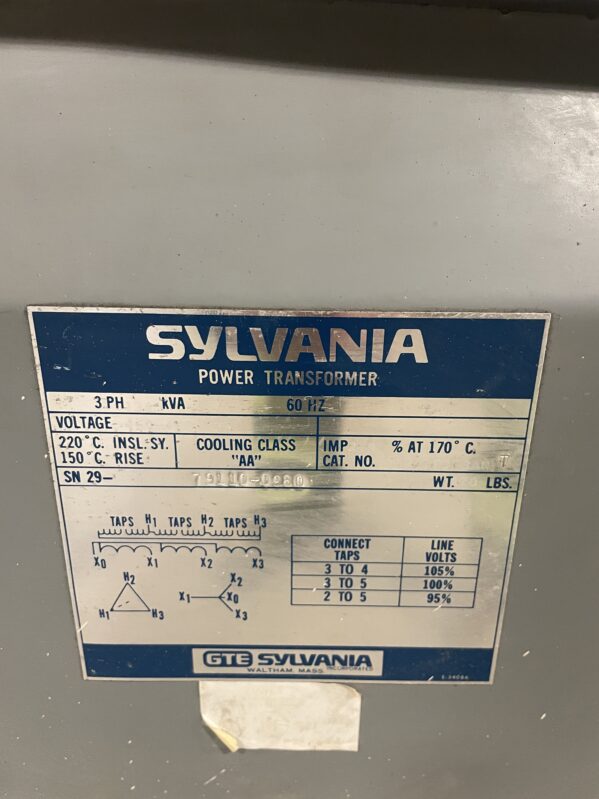 SYLVANIA
POWER TRANSFORMER
3 PH kVA 60 HZ
VOLTAGE
220°C. INSL. SY.
150°C. RISE
COOLING CLASS
"AA"
IMP % AT 170°C.
CAT. NO. T
SN 29- WT. LBS.
TAPS H1 TAPS H2 TAPS H3
X0 X1 X2 X3
H2
H1 H3
X2
X1 X0
X3
CONNECT TAPS LINE VOLTS
3 TO 4 105%
3 TO 5 100%
2 TO 5 95%
GTE SYLVANIA
INCORPORATED
WALTHAM, MASS.